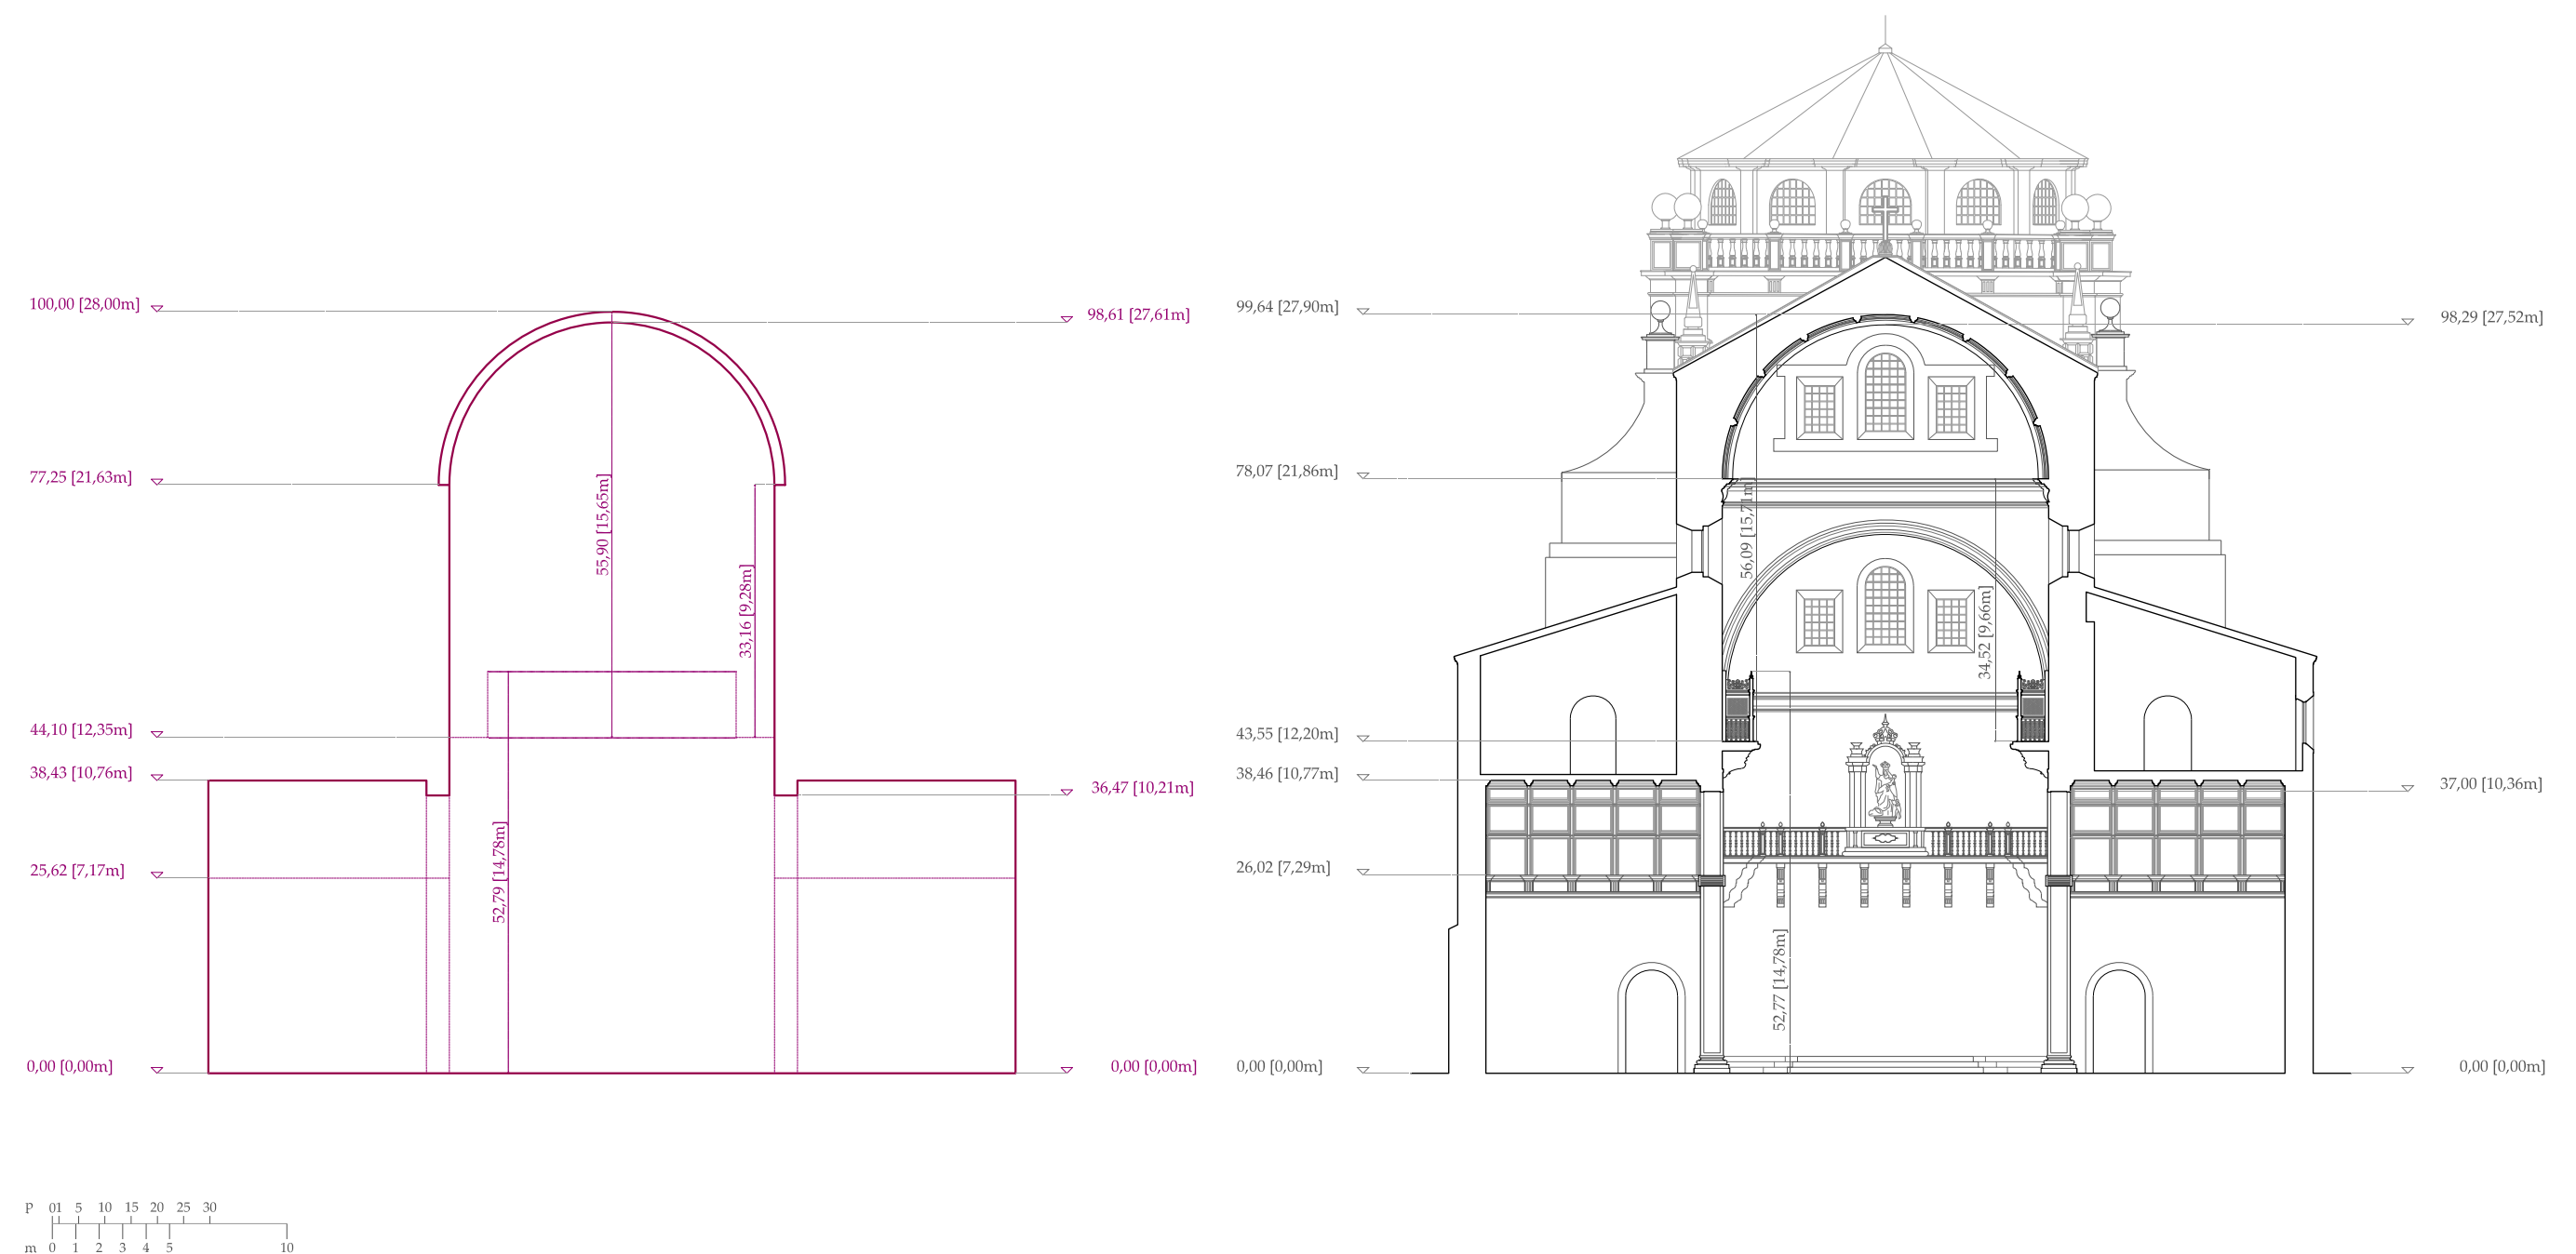 100,00 [28,00m]
98,61 [27,61m]
77,25 [21,63m]
55,90 [15,65m]
33,16 [9,28m]
44,10 [12,35m]
38,43 [10,76m]
36,47 [10,21m]
25,62 [7,17m]
52,79 [14,78m]
0,00 [0,00m]
0,00 [0,00m]
99,64 [27,90m]
98,29 [27,52m]
78,07 [21,86m]
56,09 [15,71m]
34,52 [9,66m]
43,55 [12,20m]
38,46 [10,77m]
37,00 [10,36m]
26,02 [7,29m]
52,77 [14,78m]
0,00 [0,00m]
0,00 [0,00m]
P 0 1 5 10 15 20 25 30
m 0 1 2 3 4 5 10